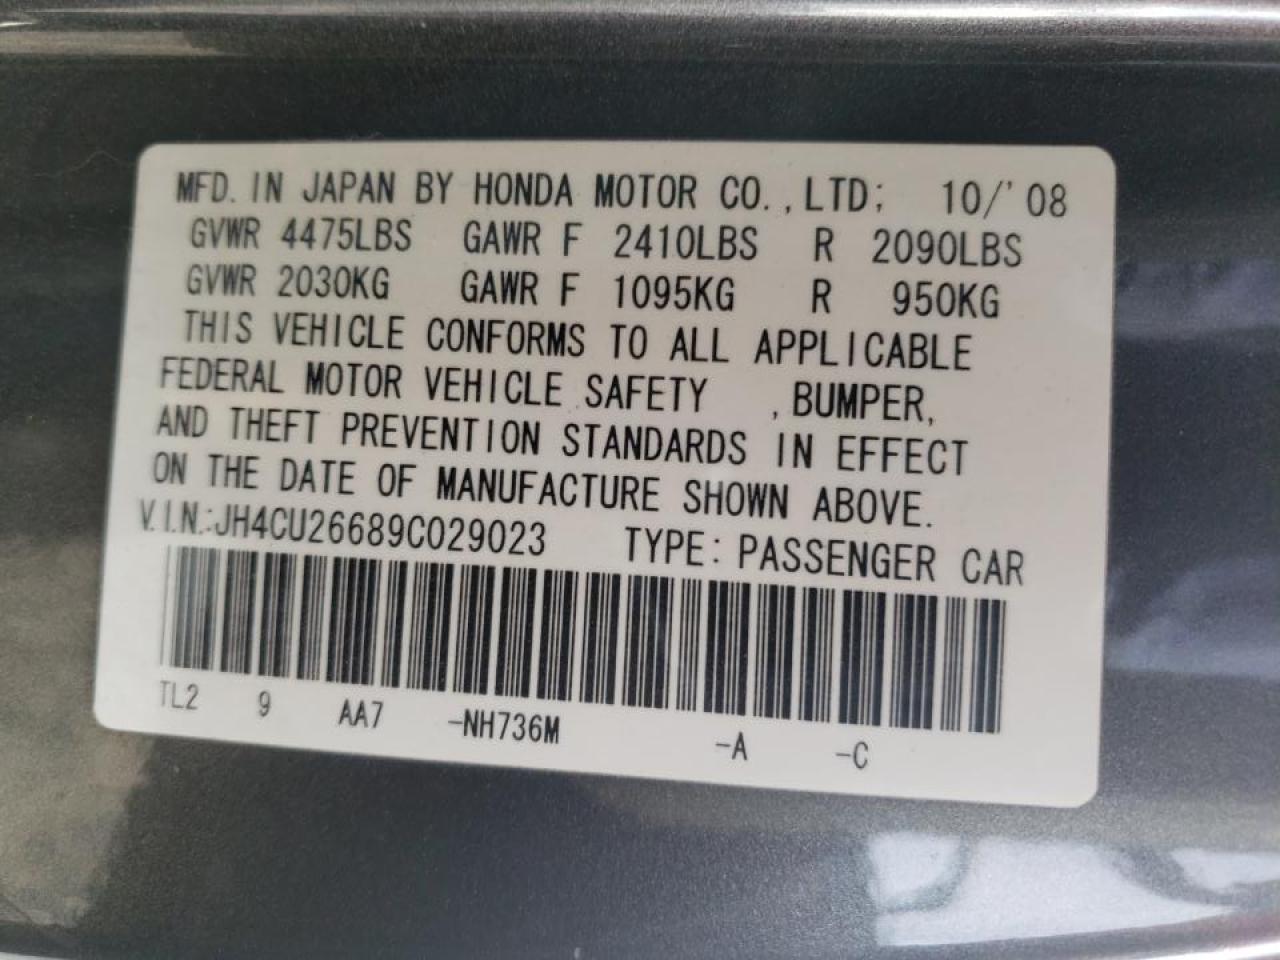 MFD. IN JAPAN BY HONDA MOTOR CO., LTD; 10/'08
GVWR 4475LBS GAWR F 2410LBS R 2090LBS
GVWR 2030KG GAWR F 1095KG R 950KG
THIS VEHICLE CONFORMS TO ALL APPLICABLE
FEDERAL MOTOR VEHICLE SAFETY , BUMPER,
AND THEFT PREVENTION STANDARDS IN EFFECT
ON THE DATE OF MANUFACTURE SHOWN ABOVE.
V.I.N.:JH4CU26689C029023 TYPE: PASSENGER CAR
TL2 9 AA7 -NH736M -A -C